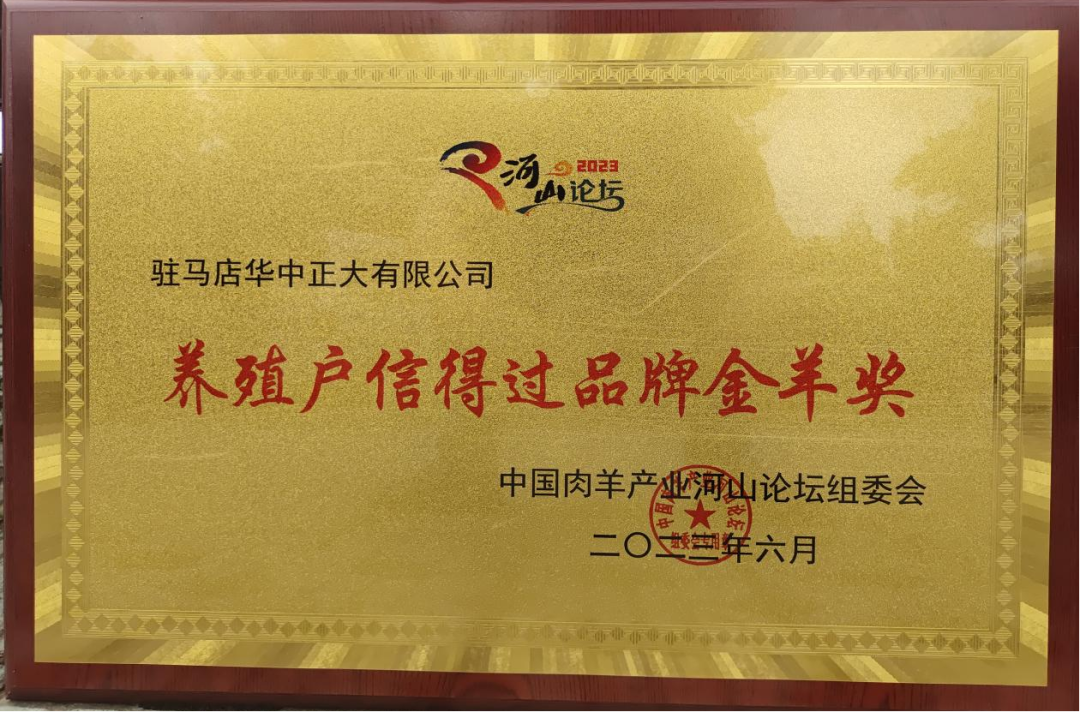 河山论坛 2023
驻马店华中正大有限公司
养殖户信得过品牌金羊奖
中国肉羊产业河山论坛组委会
二〇二三年六月